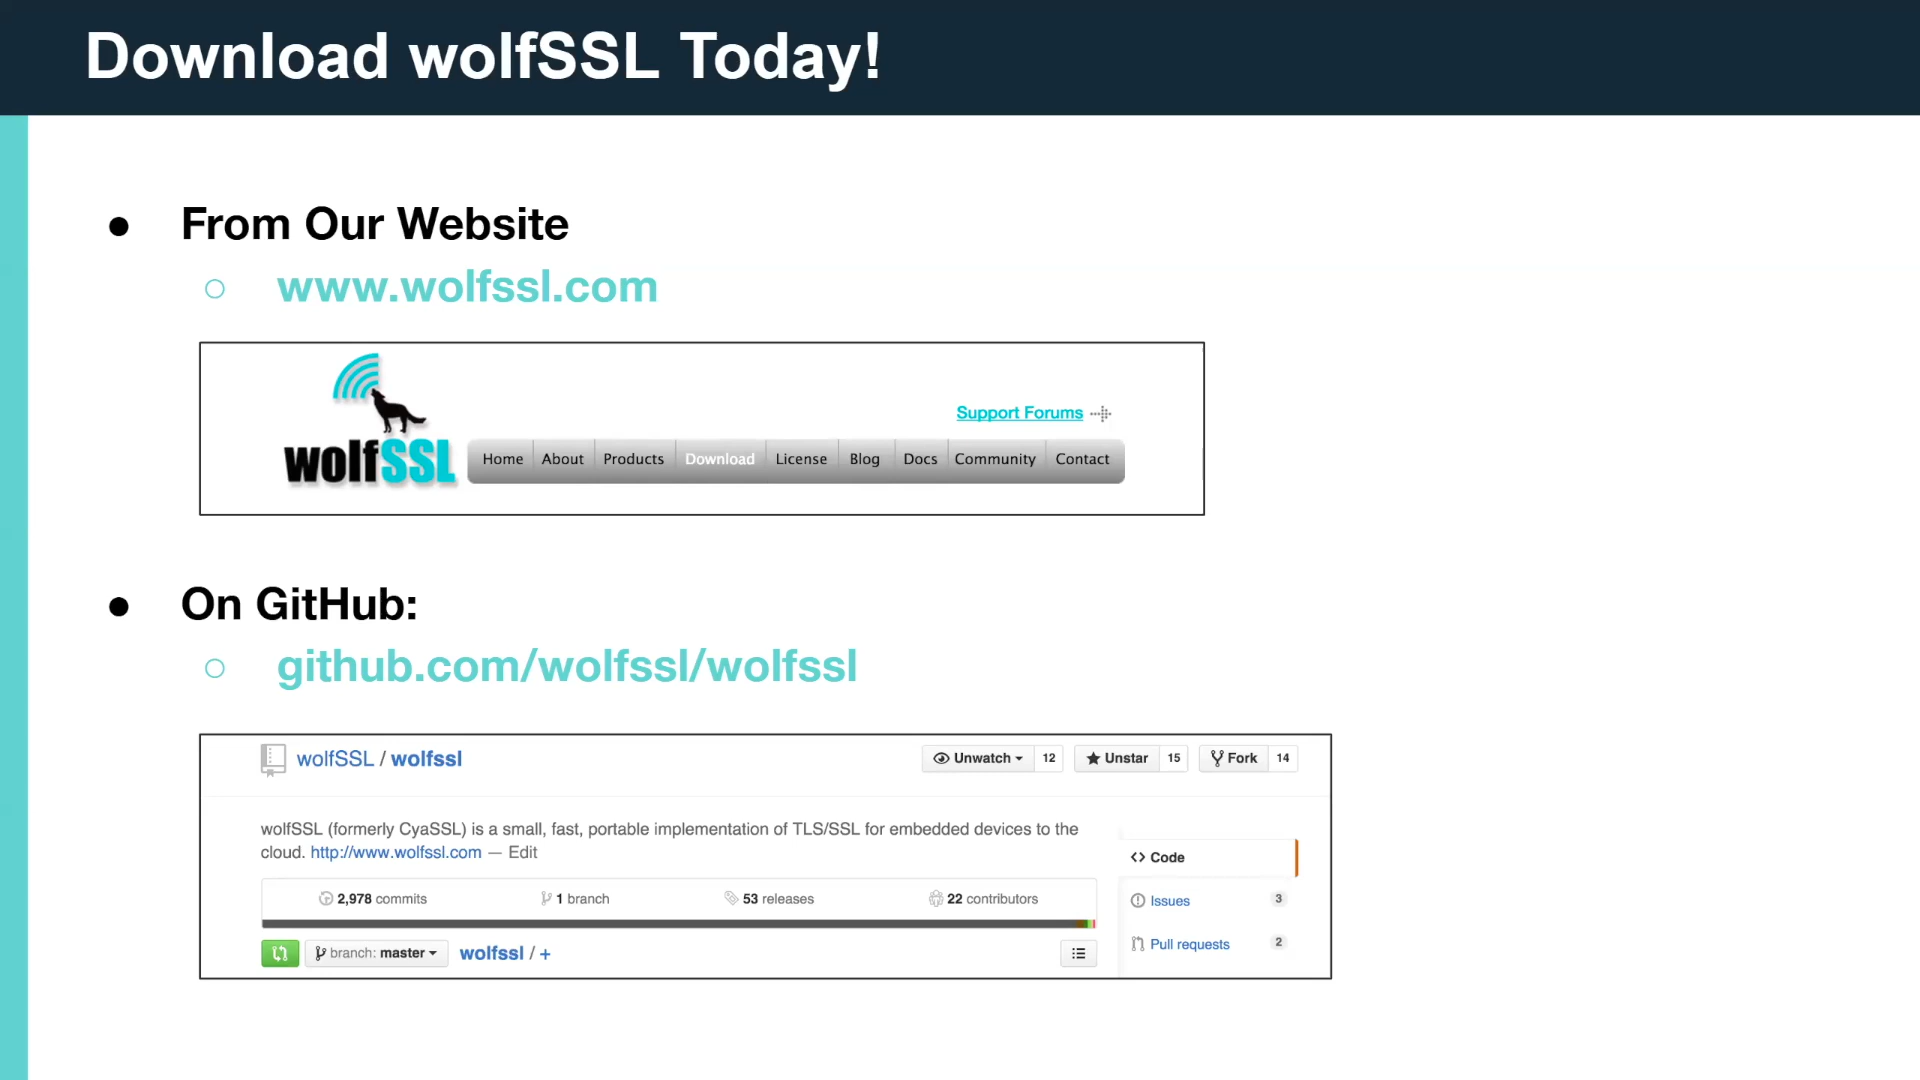 Download wolfSSL Today!
● From Our Website
○ www.wolfssl.com
Support Forums
wolfSSL
Home About Products Download License Blog Docs Community Contact
● On GitHub:
○ github.com/wolfssl/wolfssl
wolfSSL / wolfssl
Unwatch 12 Unstar 15 Fork 14
wolfSSL (formerly CyaSSL) is a small, fast, portable implementation of TLS/SSL for embedded devices to the
cloud. http://www.wolfssl.com — Edit
Code
2,978 commits 1 branch 53 releases 22 contributors
Issues 3
Pull requests 2
branch: master wolfssl / +